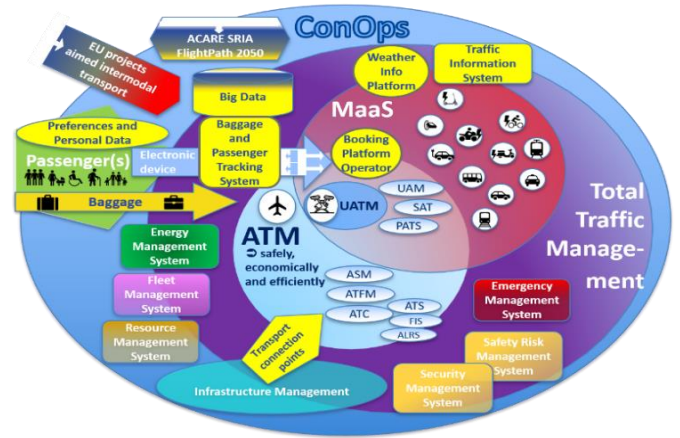 ConOps
ACARE SRIA
FlightPath 2050
EU projects
aimed intermodal
transport
Weather
Info
Platform
Traffic
Information
System
Big Data
MaaS
Preferences and
Personal Data
Passenger(s)
Electronic
device
Baggage
and
Passenger
Tracking
System
Booking
Platform
Operator
Baggage
UATM
UAM
SAT
PATS
Total
Traffic
Manage-
ment
Energy
Management
System
ATM
➲ safely,
economically
and efficiently
Fleet
Management
System
ASM
ATFM
ATC
ATS
FIS
ALRS
Emergency
Management
System
Resource
Management
System
Transport
connection
points
Safety Risk
Management
System
Infrastructure Management
Security
Management
System